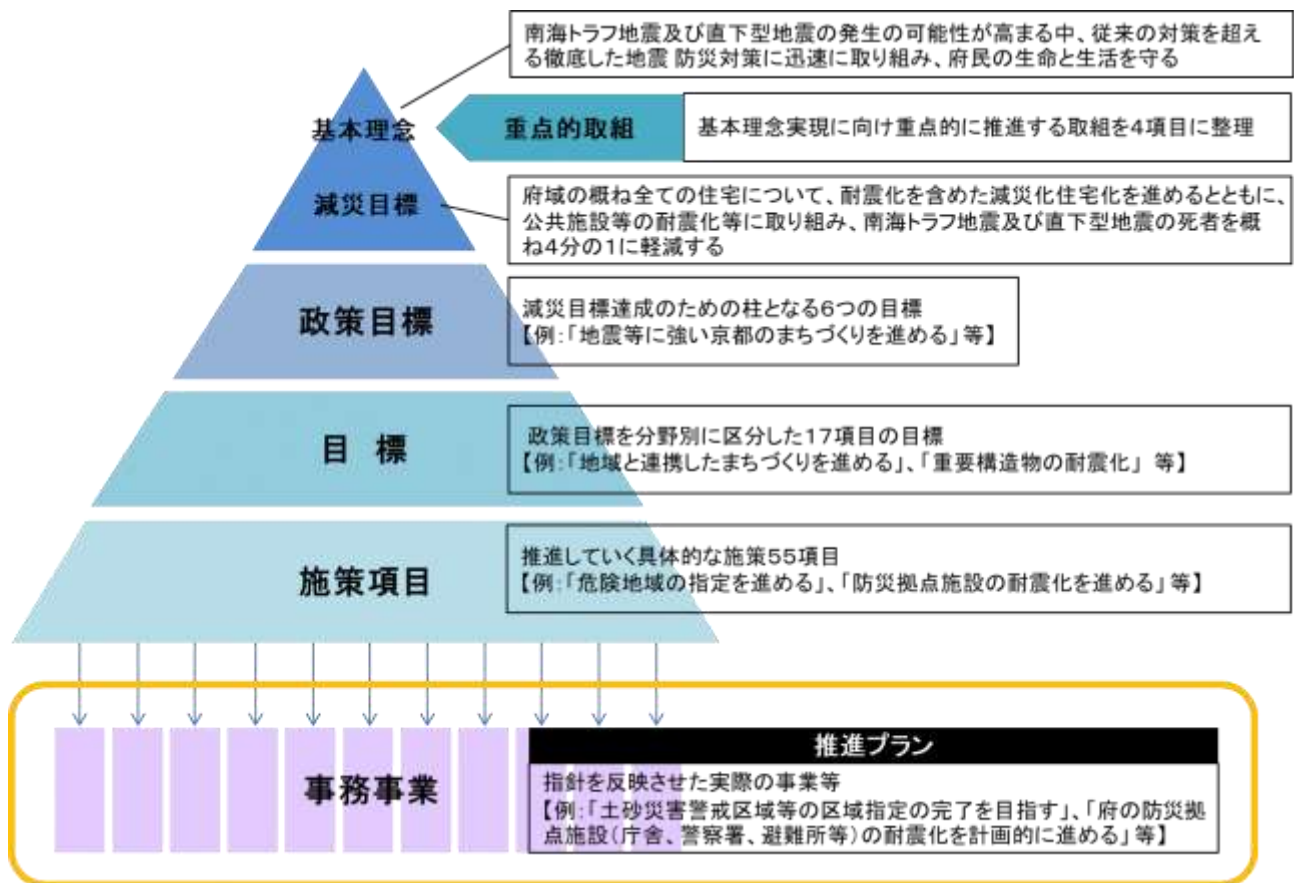 南海トラフ地震及び直下型地震の発生の可能性が高まる中、従来の対策を超え
る徹底した地震 防災対策に迅速に取り組み、府民の生命と生活を守る
基本理念
重点的取組
基本理念実現に向け重点的に推進する取組を4項目に整理
減災目標
府域の概ね全ての住宅について、耐震化を含めた減災化住宅化を進めるとともに、
公共施設等の耐震化等に取り組み、南海トラフ地震及び直下型地震の死者を概
ね4分の1に軽減する
政策目標
減災目標達成のための柱となる6つの目標
【例:「地震等に強い京都のまちづくりを進める」等】
目 標
政策目標を分野別に区分した17項目の目標
【例:「地域と連携したまちづくりを進める」、「重要構造物の耐震化」 等】
施策項目
推進していく具体的な施策55項目
【例:「危険地域の指定を進める」、「防災拠点施設の耐震化を進める」等】
事務事業
推進プラン
指針を反映させた実際の事業等
【例:「土砂災害警戒区域等の区域指定の完了を目指す」、「府の防災拠
点施設(庁舎、警察署、避難所等)の耐震化を計画的に進める」等】